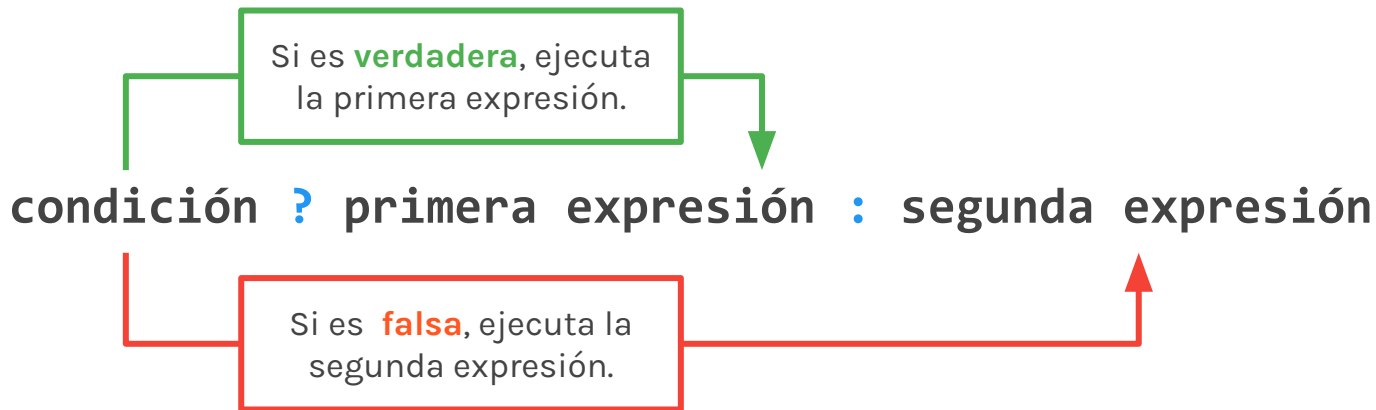 Si es verdadera, ejecuta
la primera expresión.
condición ? primera expresión : segunda expresión
Si es falsa, ejecuta la
segunda expresión.